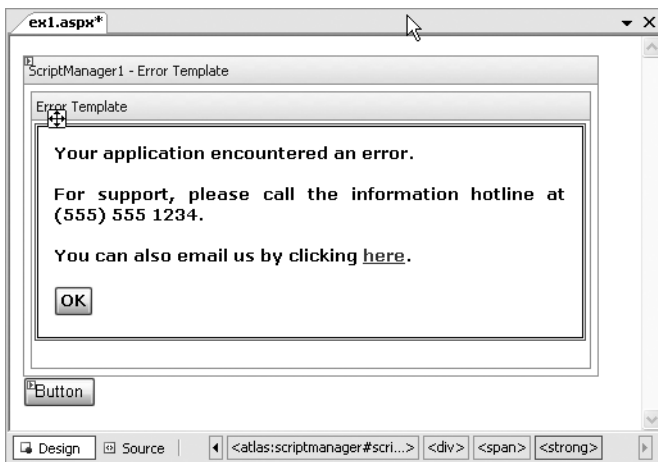 ex1.aspx*
ScriptManager1 - Error Template
Error Template
Your application encountered an error.
For support, please call the information hotline at
(555) 555 1234.
You can also email us by clicking here.
OK
Button
Design Source <atlas:scriptmanager#scri...> <div> <span> <strong>